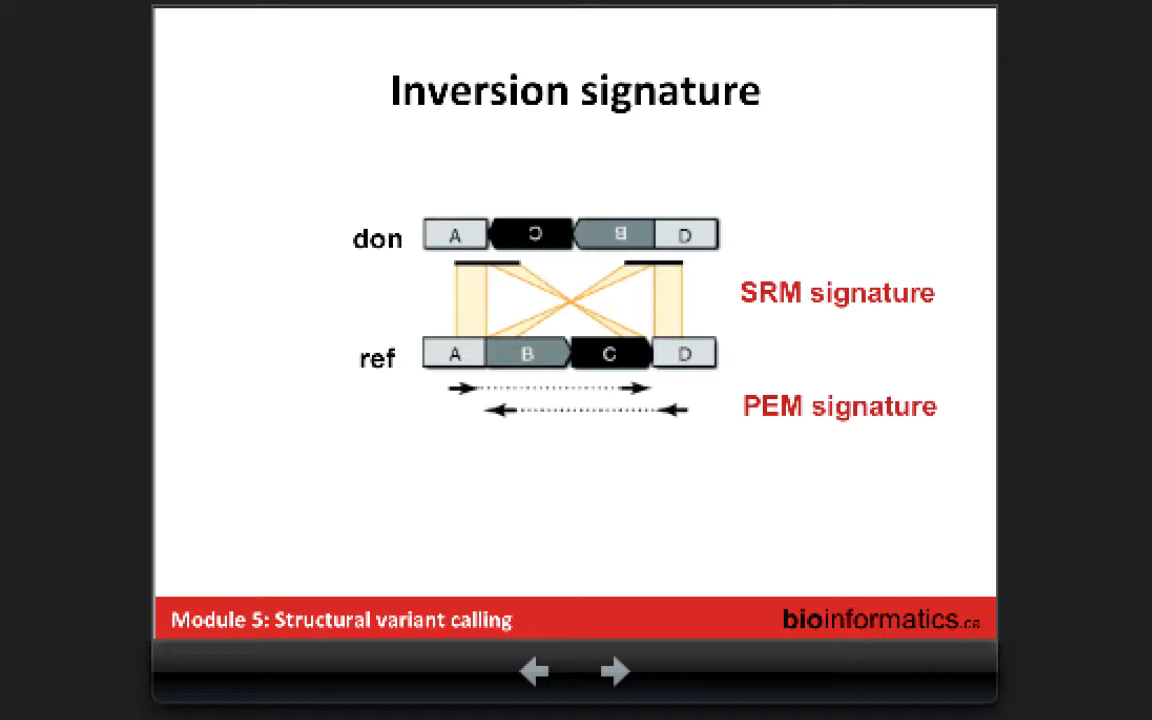 Inversion signature
don A C B D
SRM signature
ref A B C D
PEM signature
Module 5: Structural variant calling bioinformatics.ca